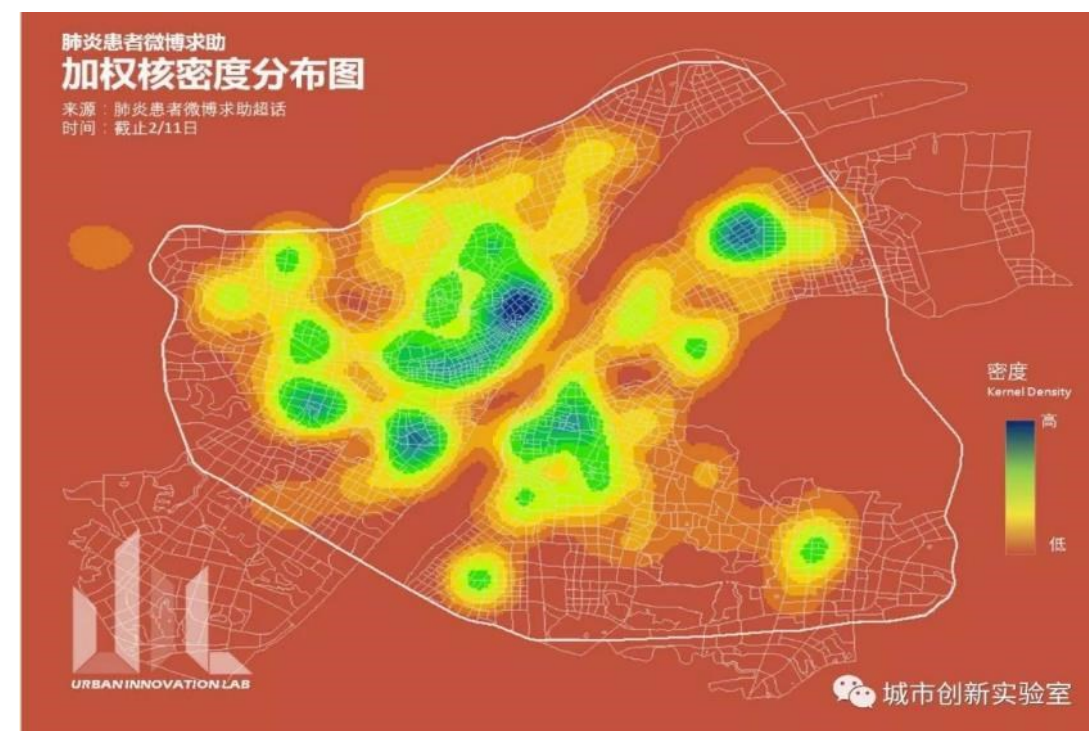 肺炎患者微博求助
加权核密度分布图
来源：肺炎患者微博求助超话
时间：截止2/11日
密度
Kernel Density
高
低
URBAN INNOVATION LAB
城市创新实验室